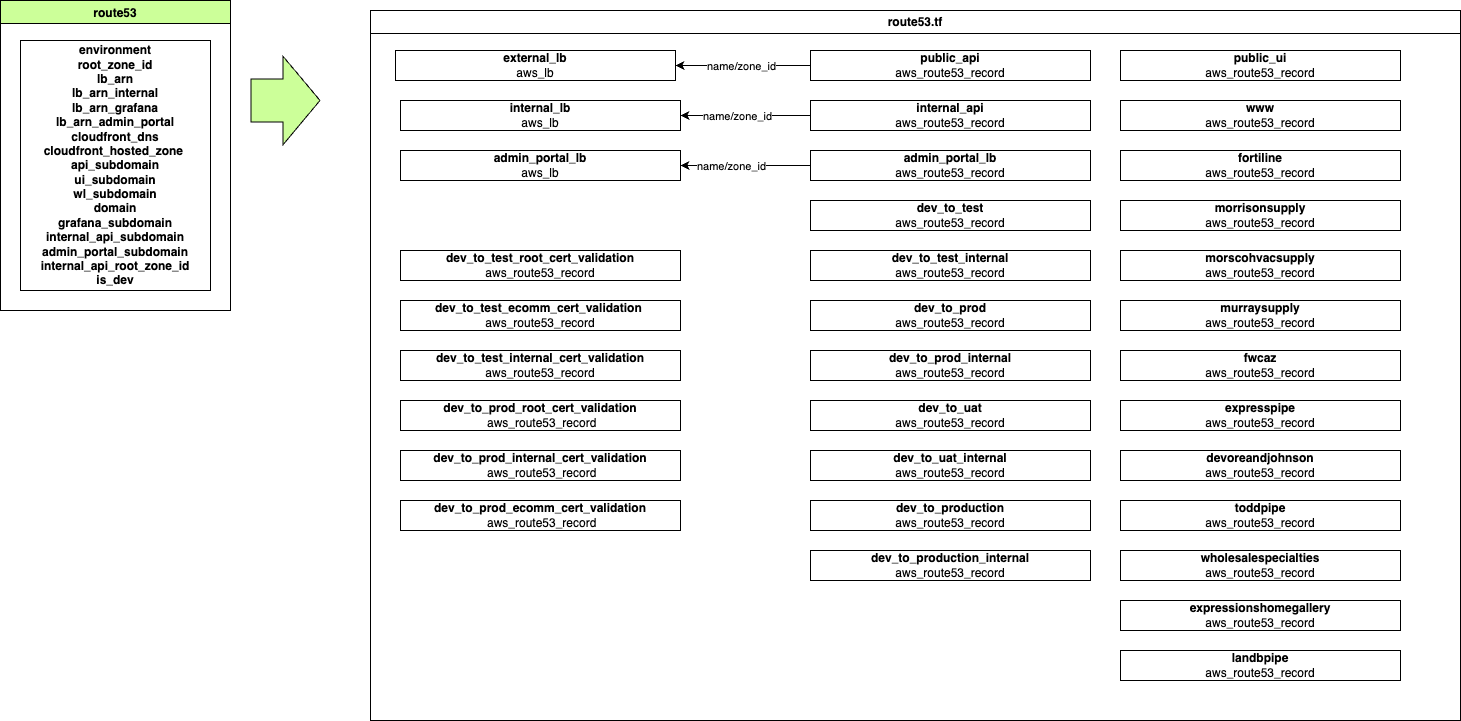 route53
environment
root_zone_id
lb_arn
lb_arn_internal
lb_arn_grafana
lb_arn_admin_portal
cloudfront_dns
cloudfront_hosted_zone
api_subdomain
ui_subdomain
wl_subdomain
domain
grafana_subdomain
internal_api_subdomain
admin_portal_subdomain
internal_api_root_zone_id
is_dev
route53.tf
external_lb
aws_lb
name/zone_id
public_api
aws_route53_record
public_ui
aws_route53_record
internal_lb
aws_lb
name/zone_id
internal_api
aws_route53_record
www
aws_route53_record
admin_portal_lb
aws_lb
name/zone_id
admin_portal_lb
aws_route53_record
fortiline
aws_route53_record
dev_to_test
aws_route53_record
morrisonsupply
aws_route53_record
dev_to_test_root_cert_validation
aws_route53_record
dev_to_test_internal
aws_route53_record
morscohvacsupply
aws_route53_record
dev_to_test_ecomm_cert_validation
aws_route53_record
dev_to_prod
aws_route53_record
murraysupply
aws_route53_record
dev_to_test_internal_cert_validation
aws_route53_record
dev_to_prod_internal
aws_route53_record
fwcaz
aws_route53_record
dev_to_prod_root_cert_validation
aws_route53_record
dev_to_uat
aws_route53_record
expresspipe
aws_route53_record
dev_to_prod_internal_cert_validation
aws_route53_record
dev_to_uat_internal
aws_route53_record
devoreandjohnson
aws_route53_record
dev_to_prod_ecomm_cert_validation
aws_route53_record
dev_to_production
aws_route53_record
toddpipe
aws_route53_record
dev_to_production_internal
aws_route53_record
wholesalespecialties
aws_route53_record
expressionshomegallery
aws_route53_record
landbpipe
aws_route53_record